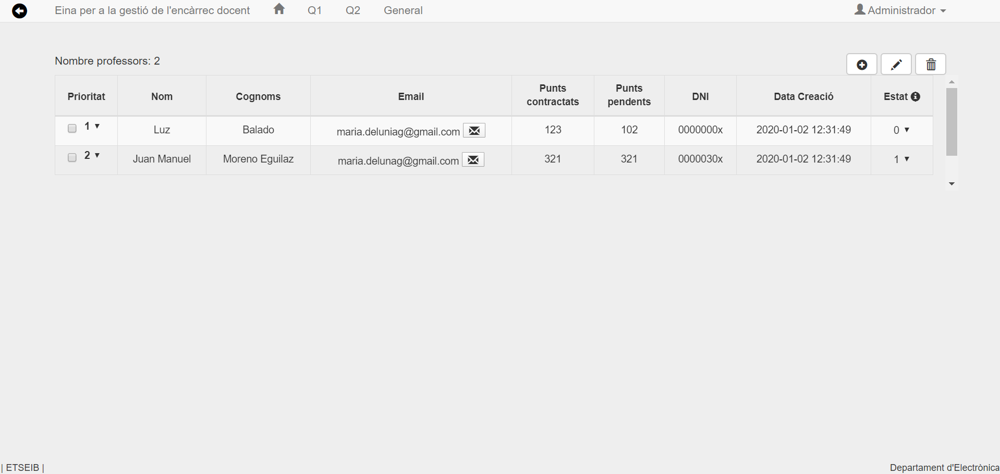 Eina per a la gestió de l'encàrrec docent Q1 Q2 General Administrador
Nombre professors: 2
Prioritat Nom Cognoms Email Punts contractats Punts pendents DNI Data Creació Estat
1 Luz Balado maria.deluniag@gmail.com 123 102 0000000x 2020-01-02 12:31:49 0
2 Juan Manuel Moreno Eguilaz maria.delunag@gmail.com 321 321 0000030x 2020-01-02 12:31:49 1
| ETSEIB | Departament d'Electrònica